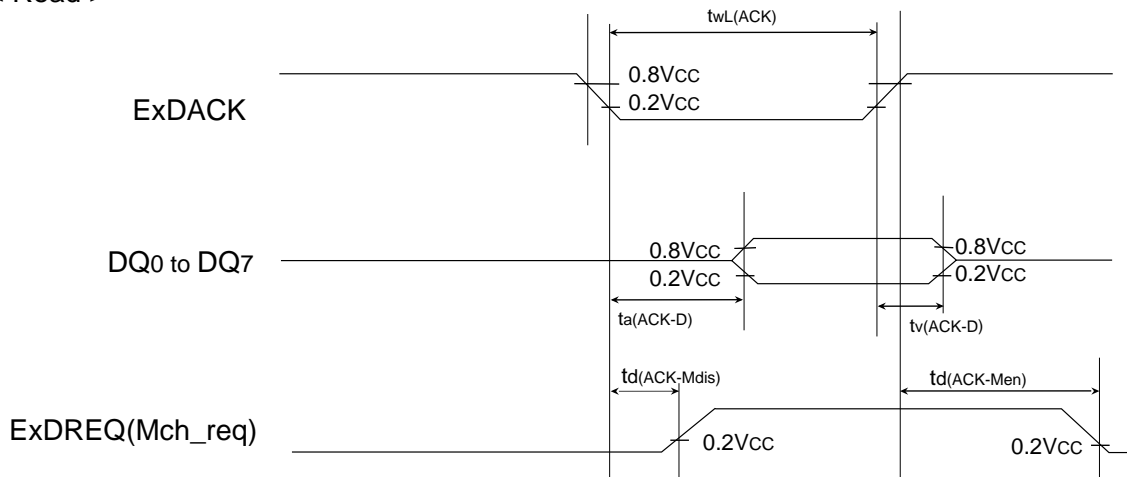 twL(ACK)
0.8VCC
0.2VCC
ExDACK
DQ0 to DQ7
0.8VCC
0.2VCC
0.8VCC
0.2VCC
ta(ACK-D)
tv(ACK-D)
td(ACK-Mdis)
td(ACK-Men)
ExDREQ(Mch_req)
0.2VCC
0.2VCC